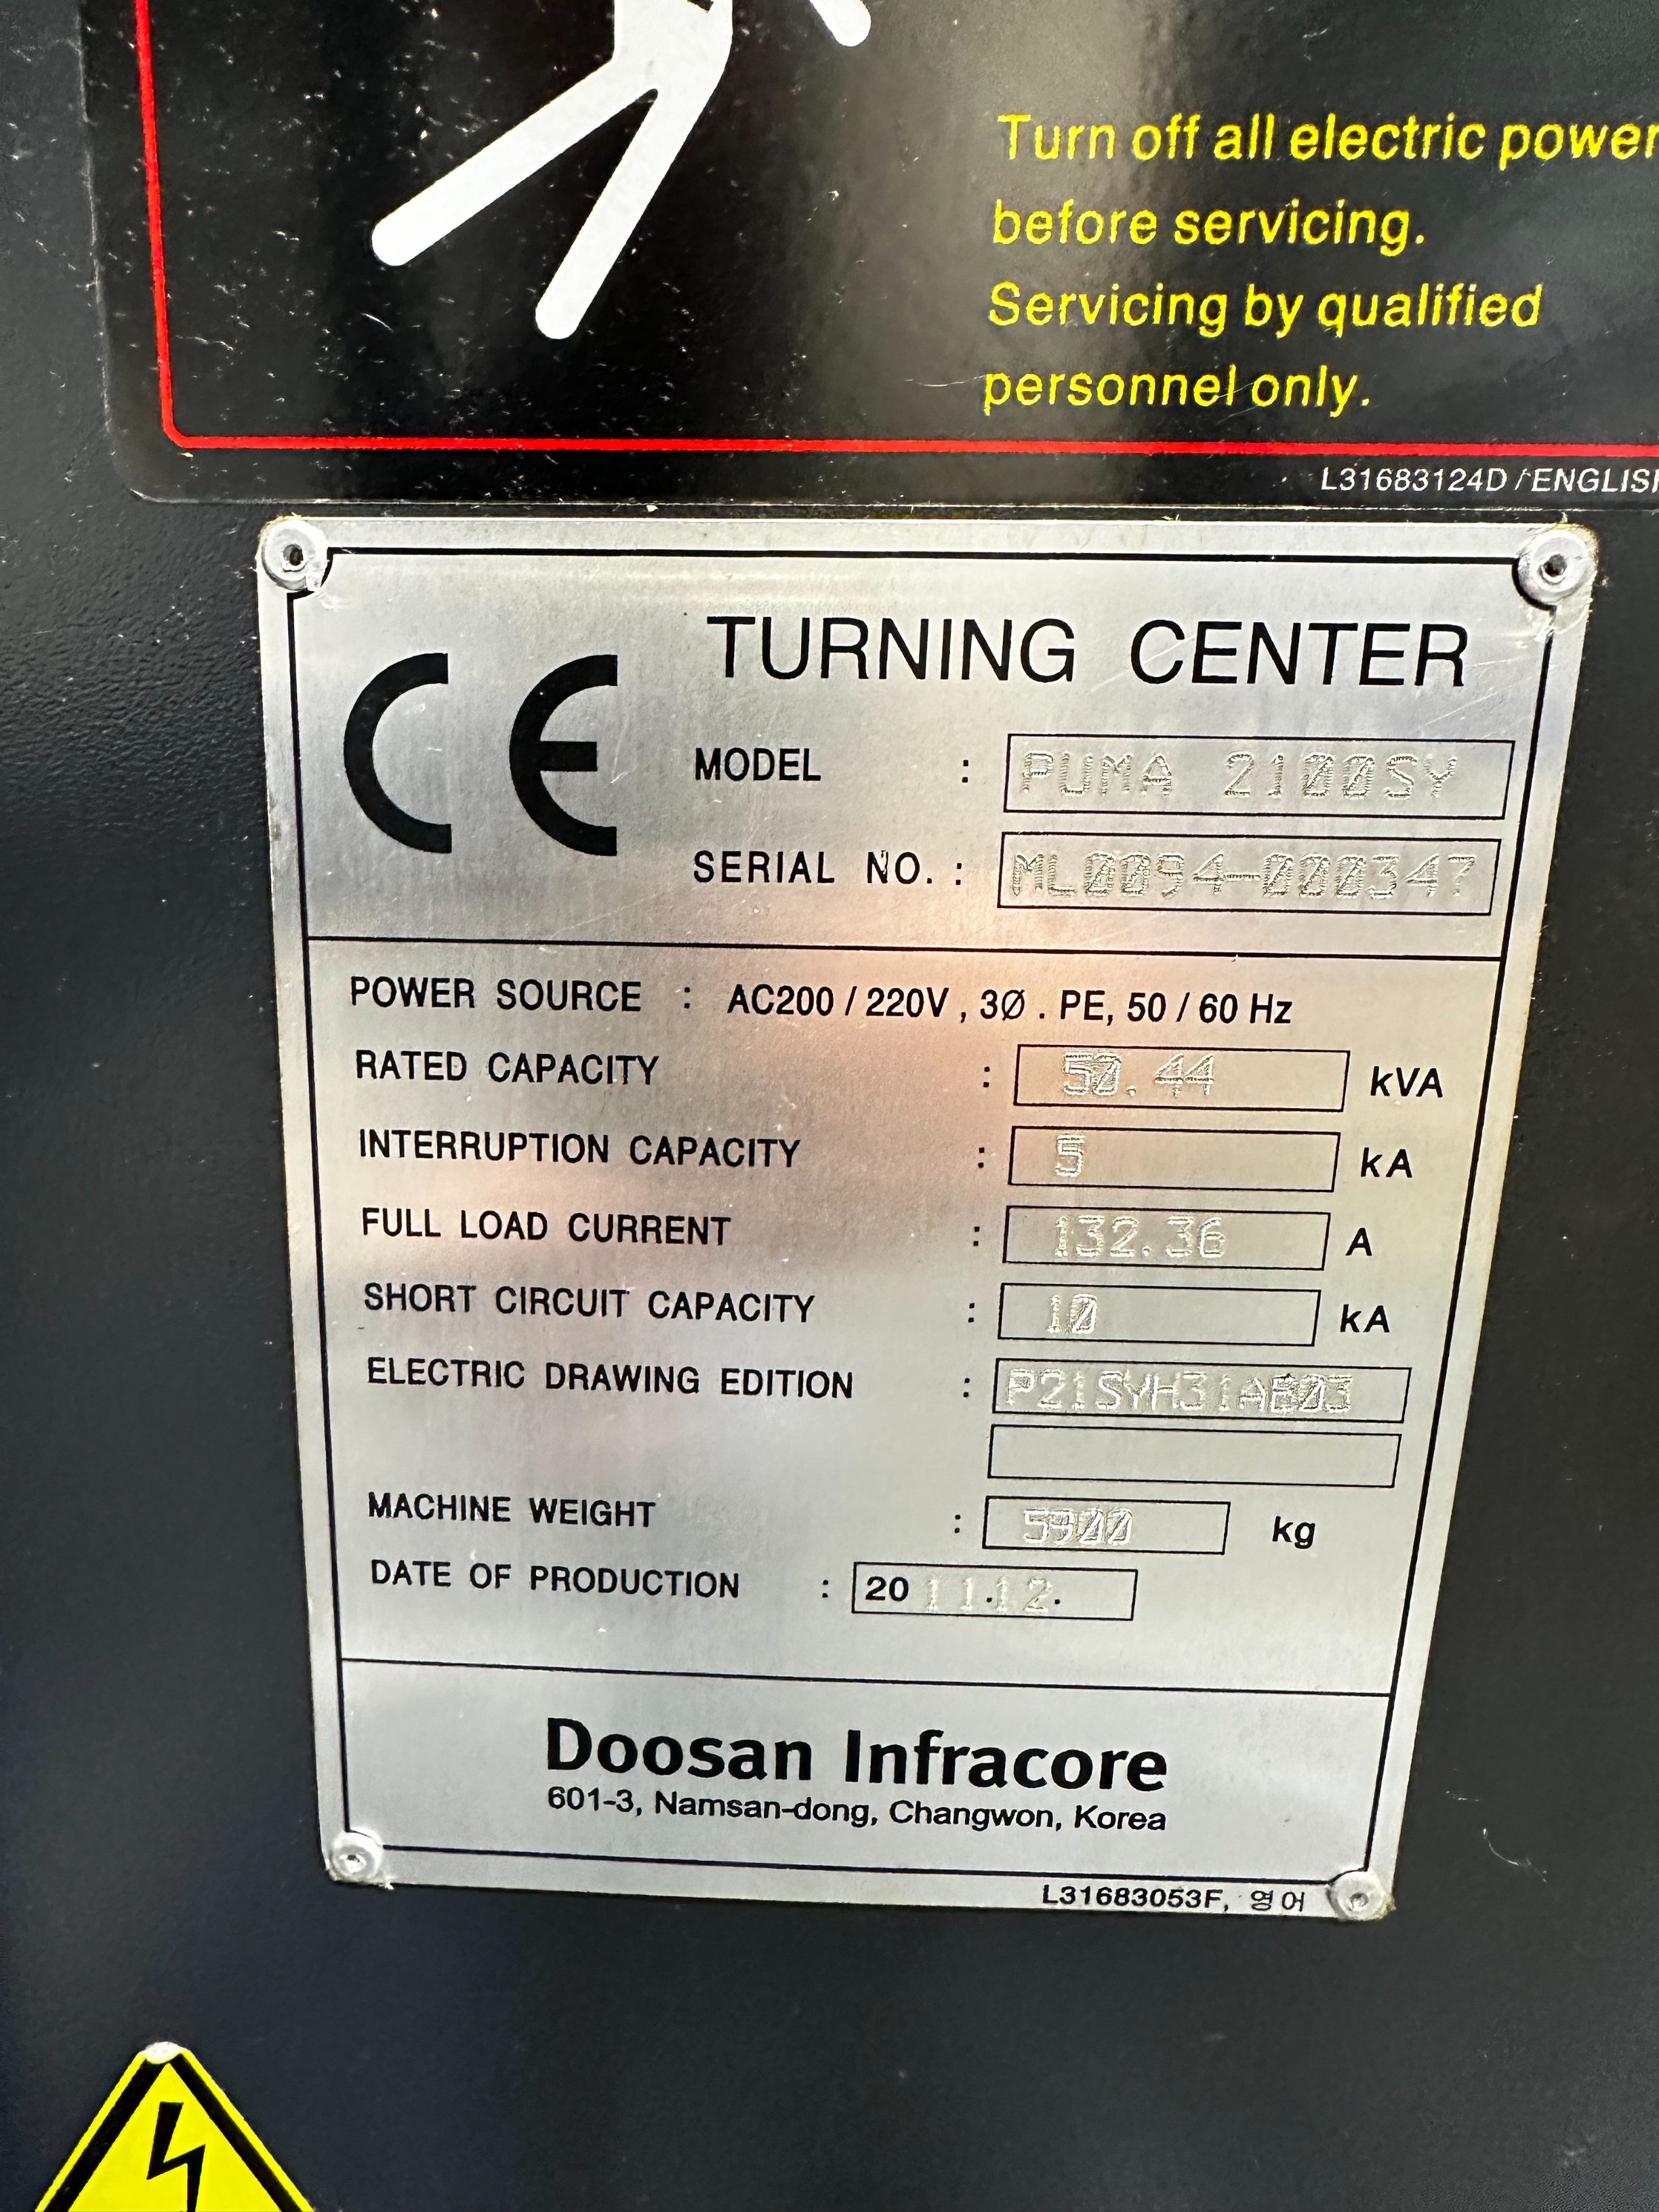 Turn off all electric power
before servicing.
Servicing by qualified
personnel only.
L31683124D / ENGLISH
CE
TURNING CENTER
MODEL : PUMA 2100SY
SERIAL NO. : ML0094-000347
POWER SOURCE : AC200 / 220V , 3Ø . PE, 50 / 60 Hz
RATED CAPACITY : 50.44 kVA
INTERRUPTION CAPACITY : 5 kA
FULL LOAD CURRENT : 132.36 A
SHORT CIRCUIT CAPACITY : 10 kA
ELECTRIC DRAWING EDITION : P21SYH31AB03
MACHINE WEIGHT : 5900 kg
DATE OF PRODUCTION : 2011.12.
Doosan Infracore
601-3, Namsan-dong, Changwon, Korea
L31683053F, 영어